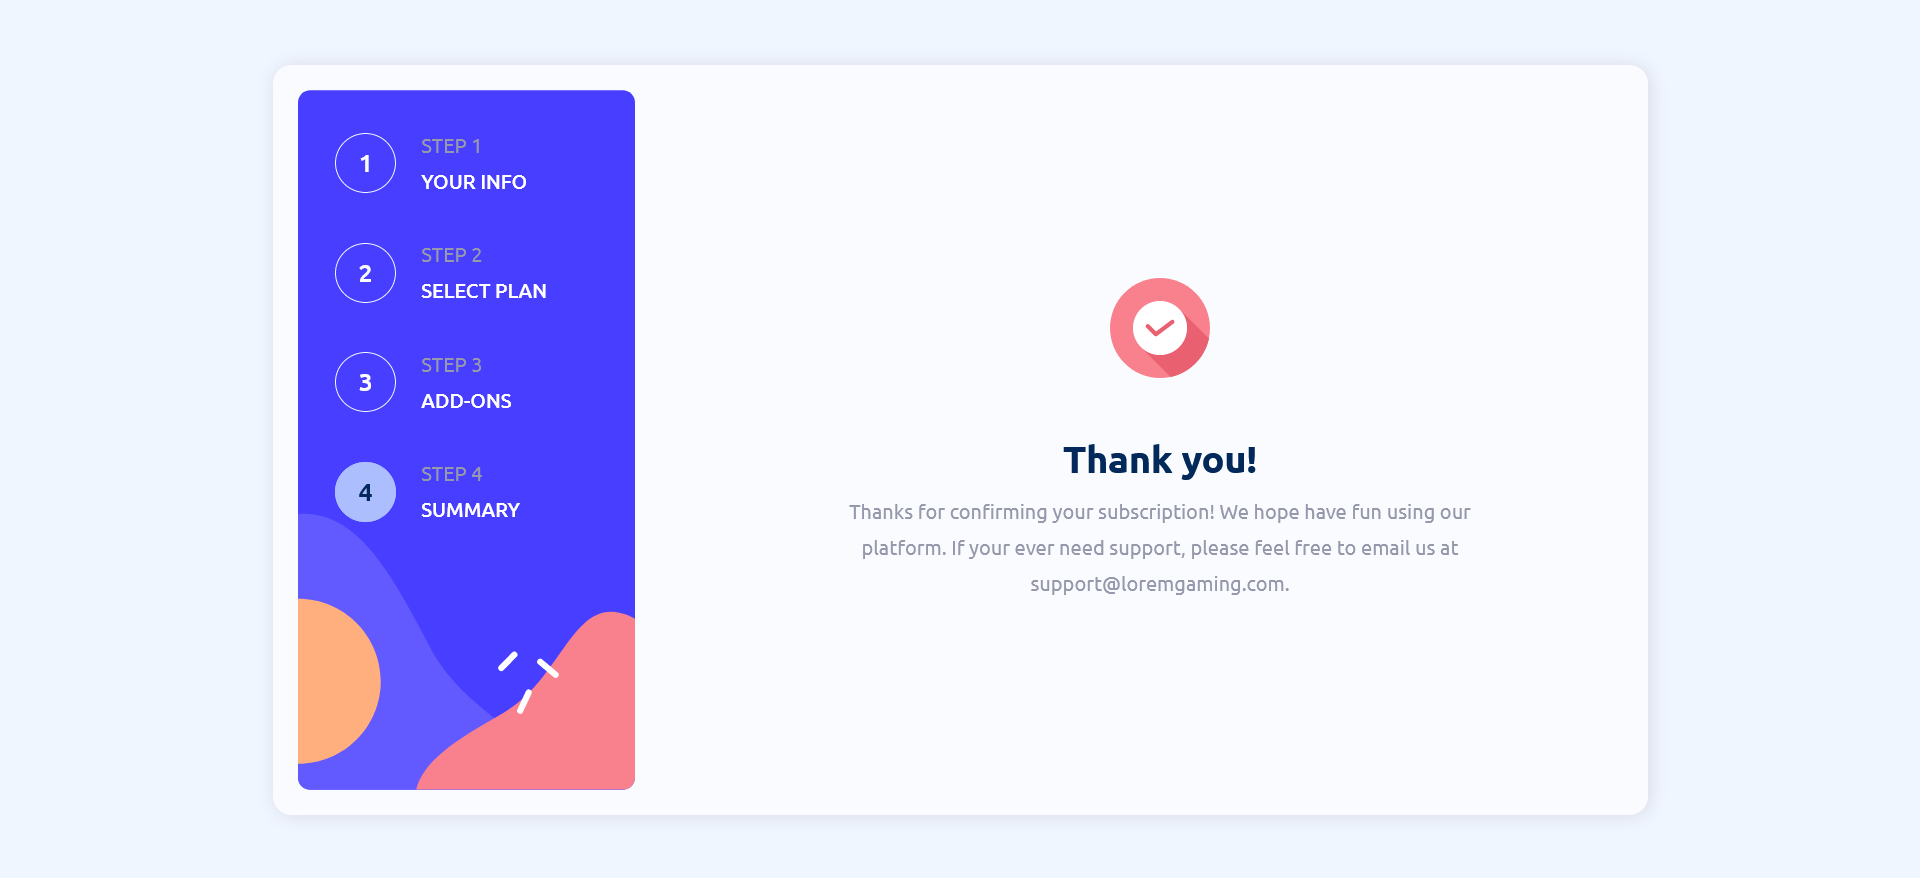 1
STEP 1
YOUR INFO
2
STEP 2
SELECT PLAN
3
STEP 3
ADD-ONS
4
STEP 4
SUMMARY
Thank you!
Thanks for confirming your subscription! We hope have fun using our
platform. If your ever need support, please feel free to email us at
support@loremgaming.com.